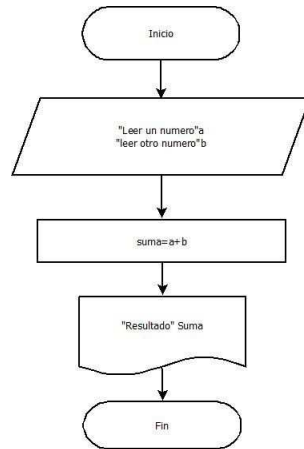 Inicio
"Leer un numero"a
"leer otro numero"b
suma=a+b
"Resultado" Suma
Fin